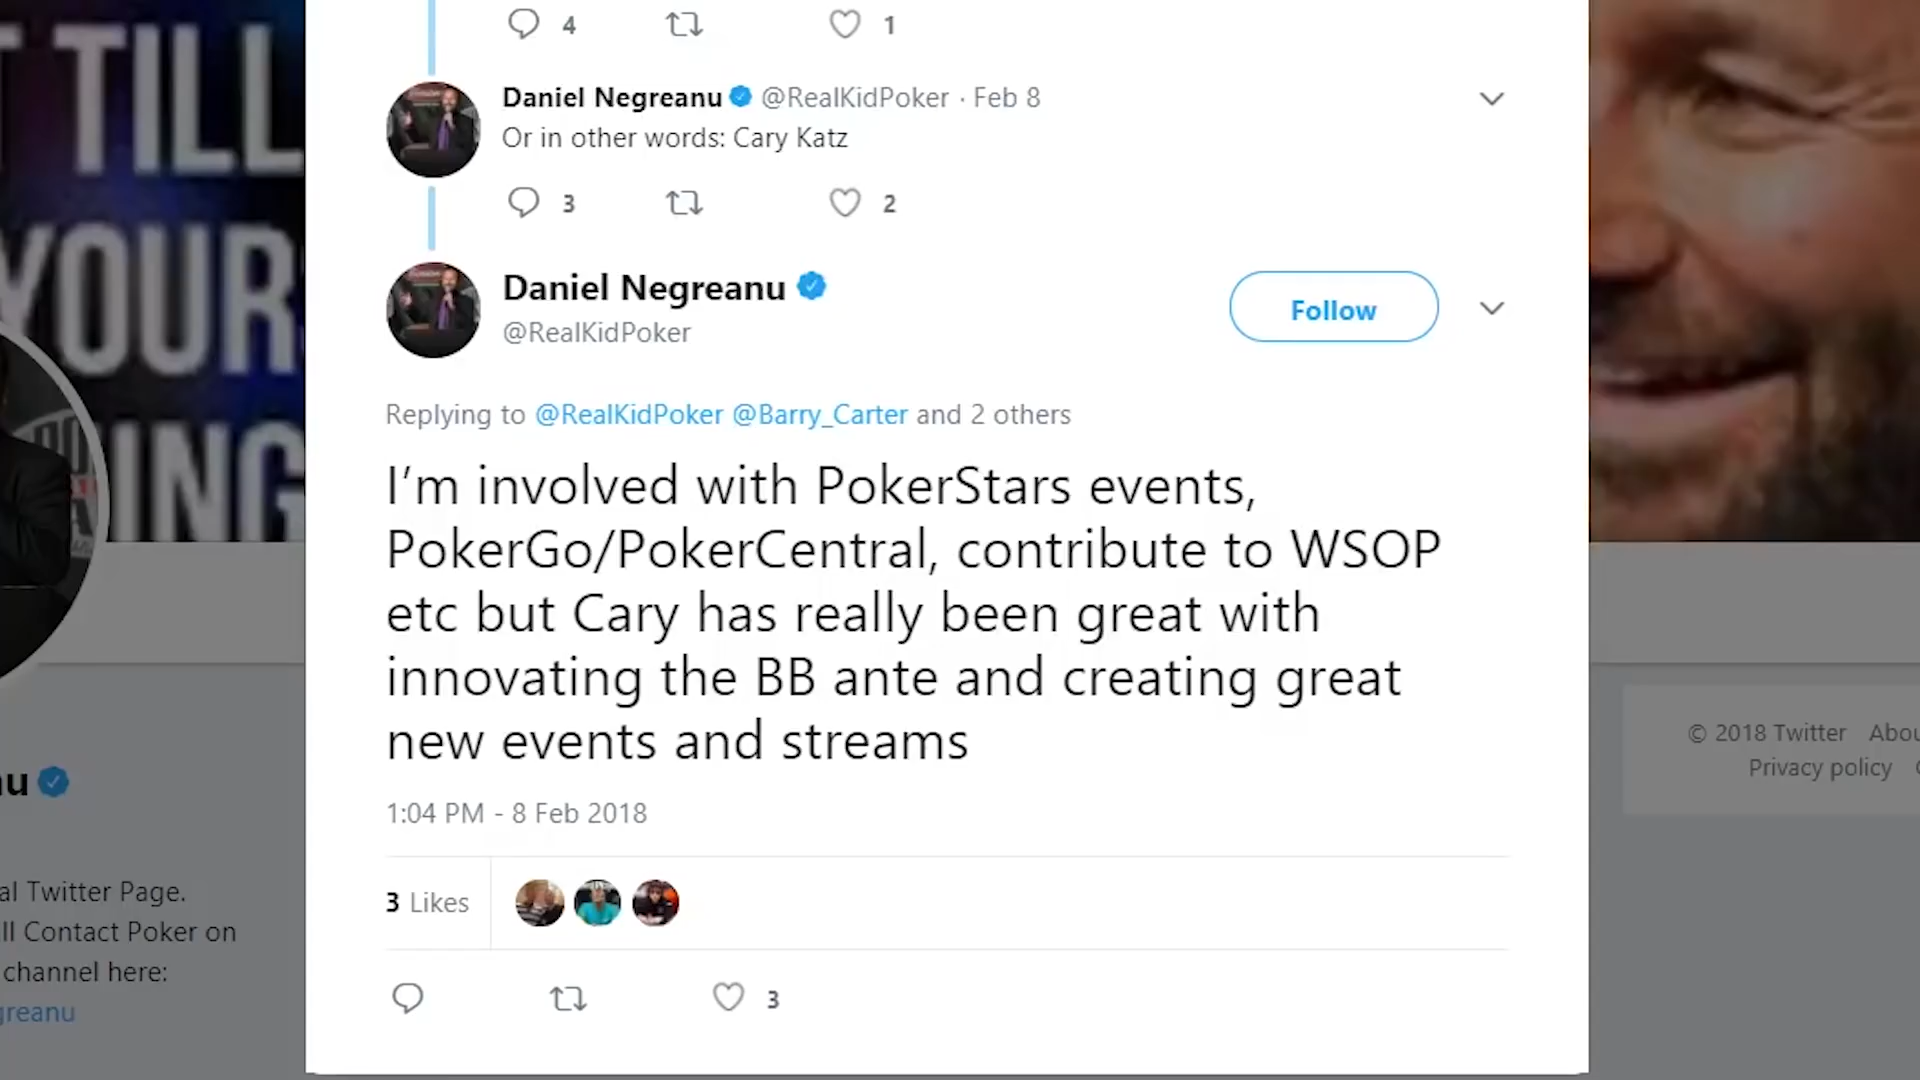 T TILL
YOUR
ING
4
1
Daniel Negreanu @RealKidPoker · Feb 8
Or in other words: Cary Katz
3
2
Daniel Negreanu
@RealKidPoker
Follow
Replying to @RealKidPoker @Barry_Carter and 2 others
I’m involved with PokerStars events,
PokerGo/PokerCentral, contribute to WSOP
etc but Cary has really been great with
innovating the BB ante and creating great
new events and streams
1:04 PM - 8 Feb 2018
3 Likes
3
al Twitter Page.
ll Contact Poker on
channel here:
greanu
© 2018 Twitter Abou
Privacy policy